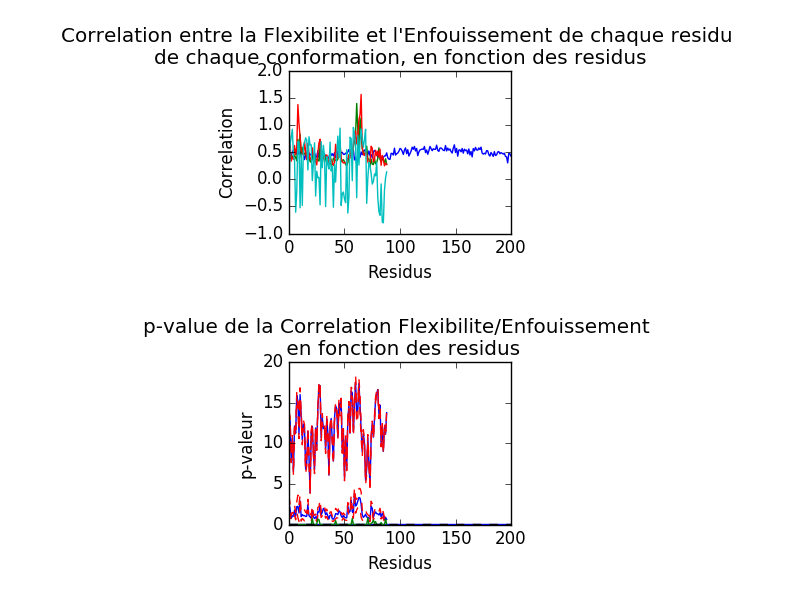 Correlation entre la Flexibilite et l'Enfouissement de chaque residu
de chaque conformation, en fonction des residus
2.0
1.5
1.0
0.5
0.0
−0.5
−1.0
Correlation
0 50 100 150 200
Residus
p-value de la Correlation Flexibilite/Enfouissement
en fonction des residus
20
15
10
5
0
p-valeur
0 50 100 150 200
Residus